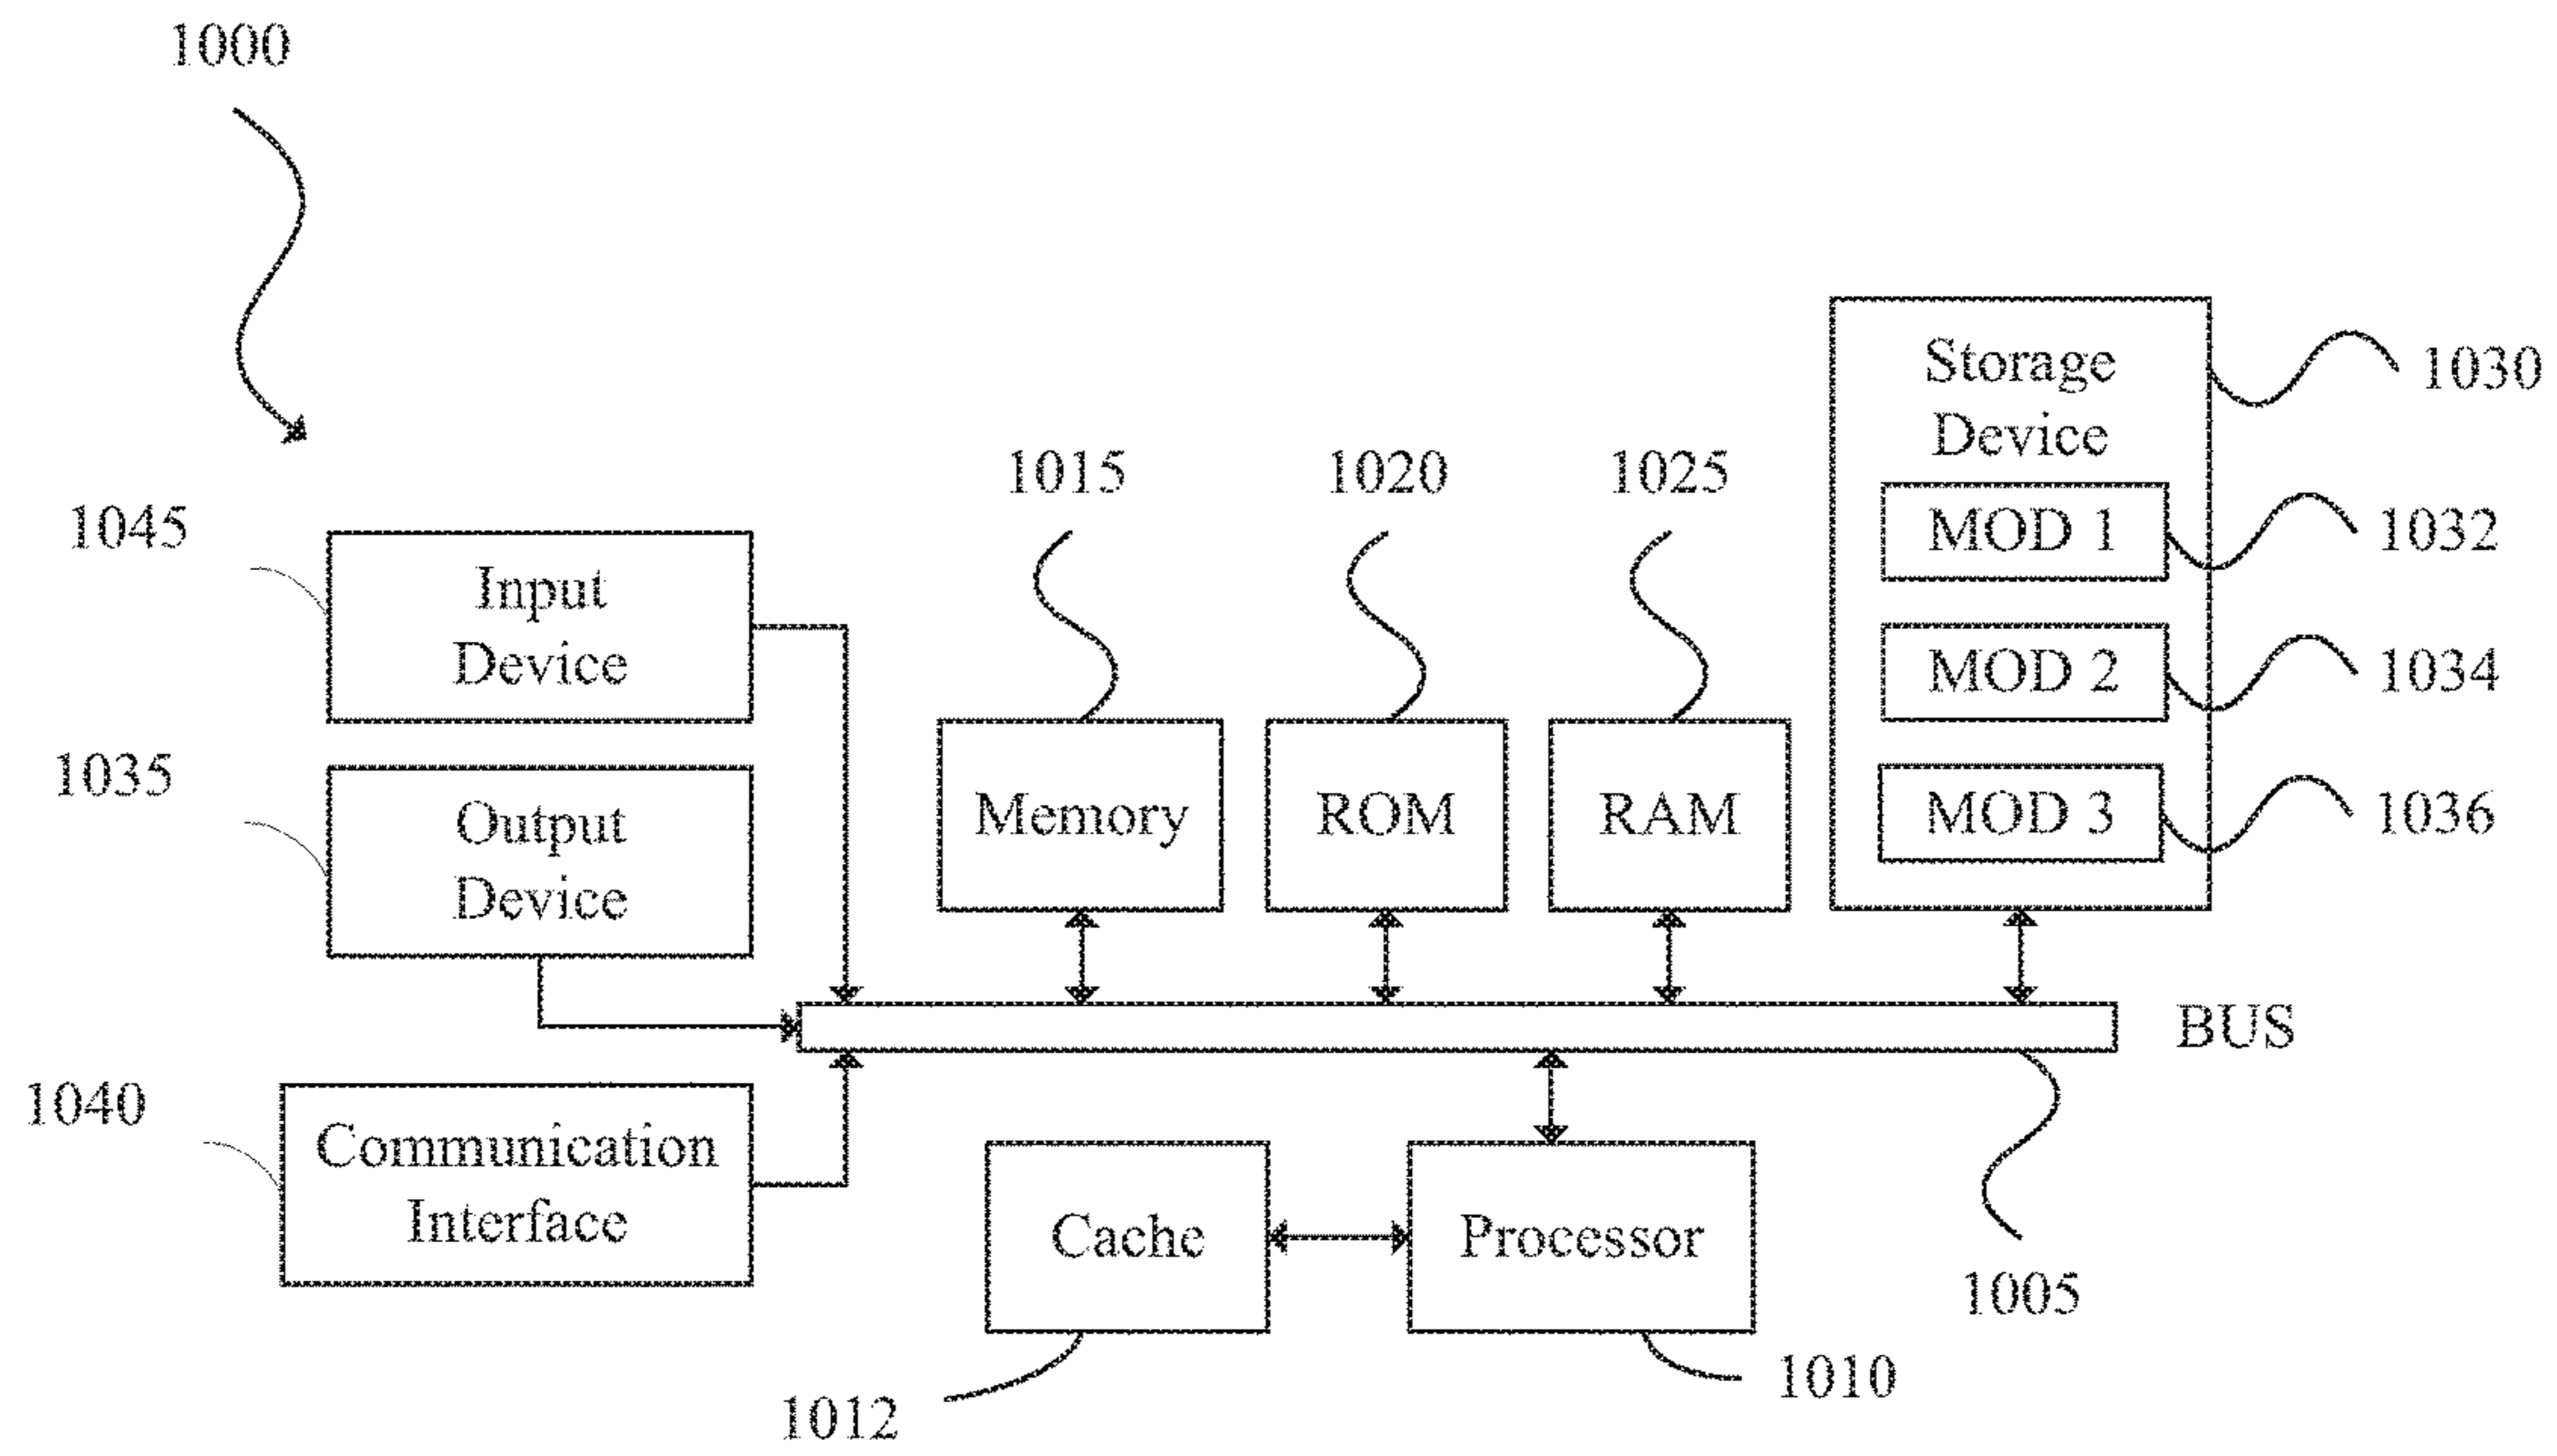 1000
1030
Storage
Device
1015
1020
1025
1045
MOD 1
1032
Input
Device
1034
MOD 2
1035
Output
Device
Memory
ROM
RAM
MOD 3
1036
BUS
1040
Communication
Interface
Cache
Processor
1005
1010
1012